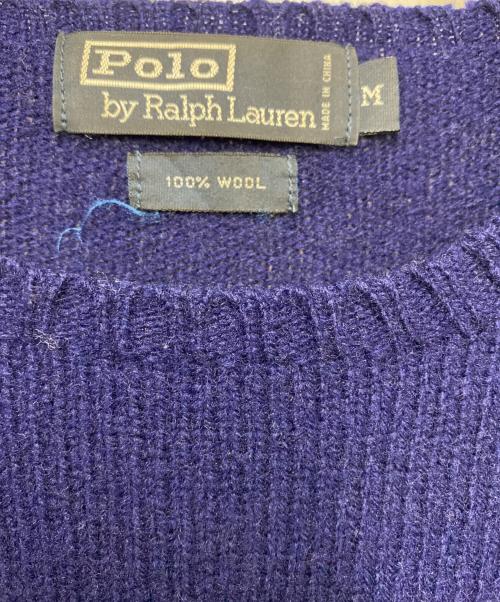 Polo
by Ralph Lauren
MADE IN CHINA
M
100% WOOL